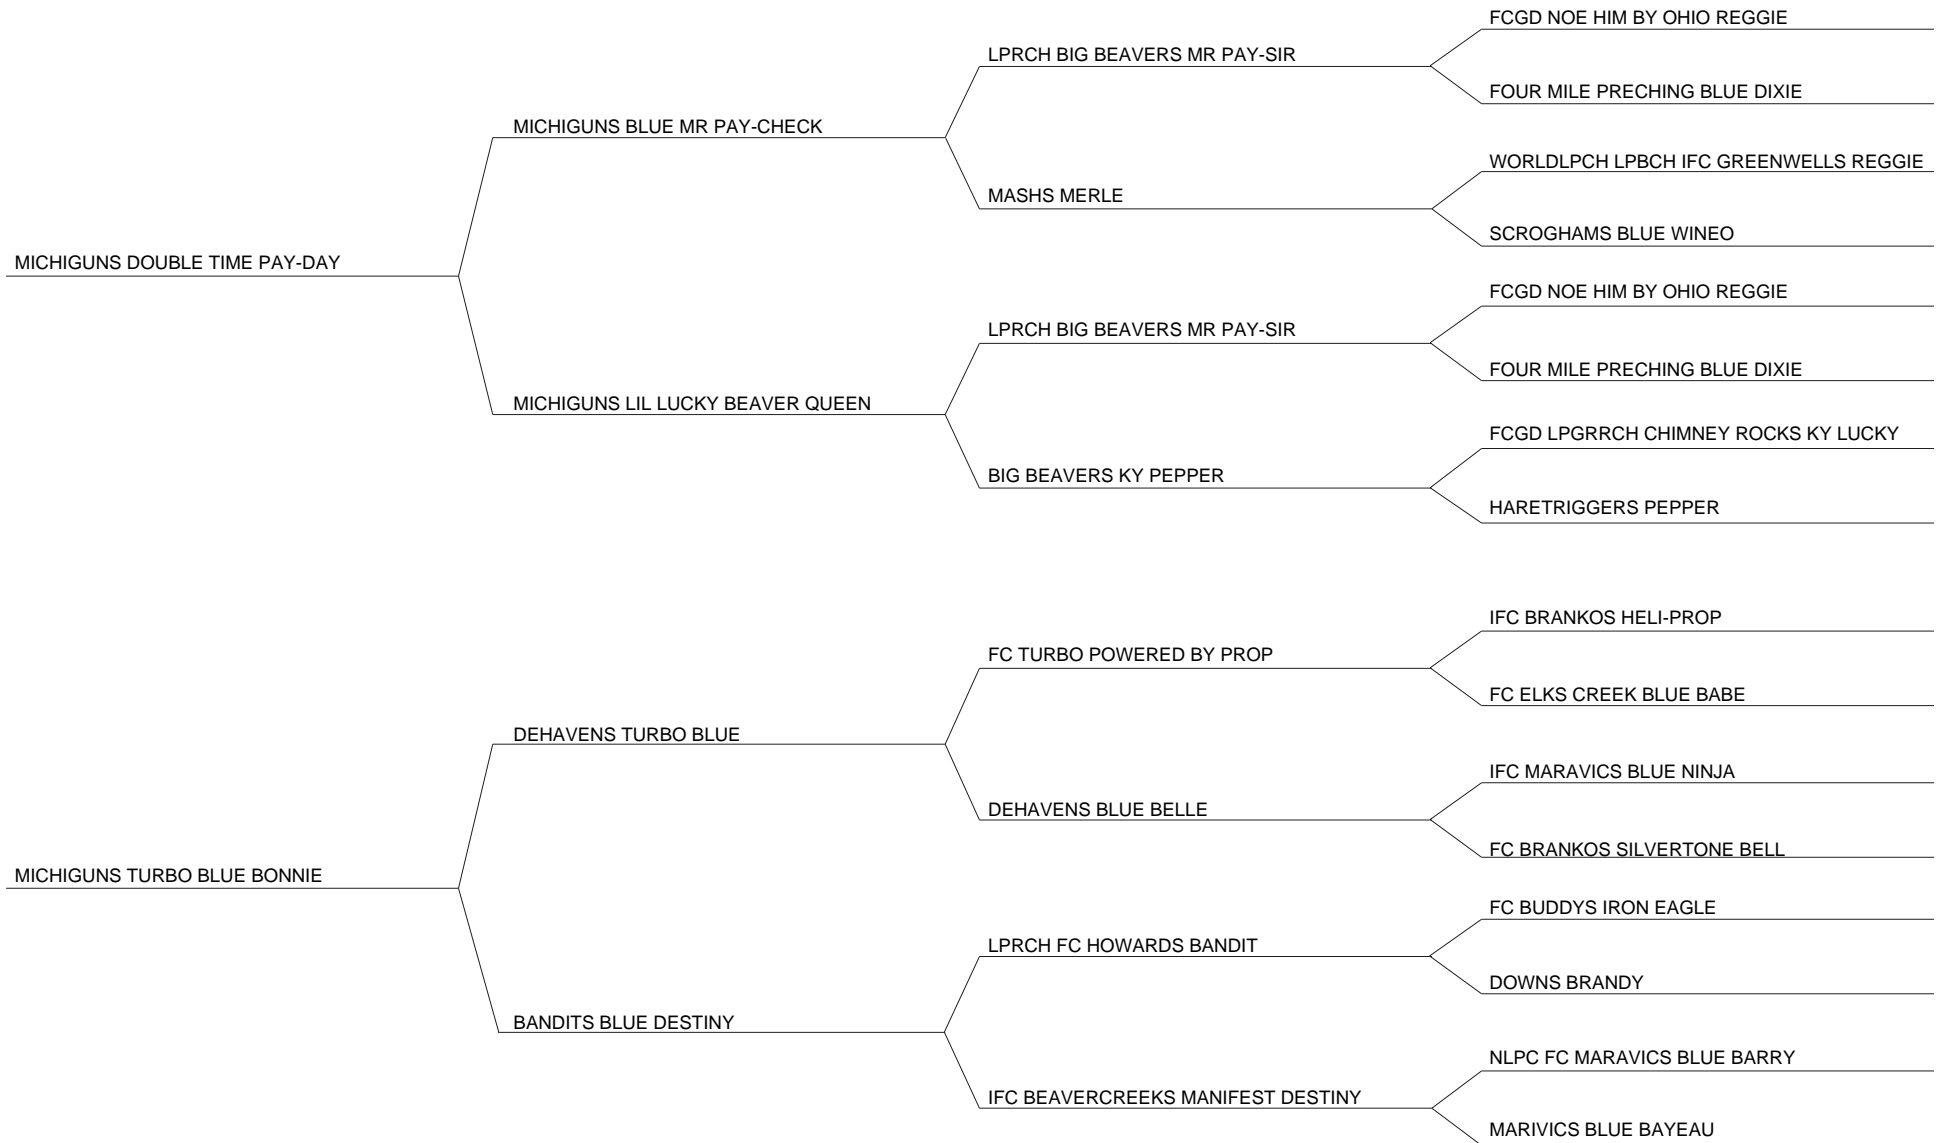 FCGD NOE HIM BY OHIO REGGIE
LPRCH BIG BEAVERS MR PAY-SIR
FOUR MILE PRECHING BLUE DIXIE
MICHIGUNS BLUE MR PAY-CHECK
WORLDLPCH LPBCH IFC GREENWELLS REGGIE
MASHS MERLE
SCROGHAMS BLUE WINEO
MICHIGUNS DOUBLE TIME PAY-DAY
FCGD NOE HIM BY OHIO REGGIE
LPRCH BIG BEAVERS MR PAY-SIR
FOUR MILE PRECHING BLUE DIXIE
MICHIGUNS LIL LUCKY BEAVER QUEEN
FCGD LPGRRCH CHIMNEY ROCKS KY LUCKY
BIG BEAVERS KY PEPPER
HARETRIGGERS PEPPER
IFC BRANKOS HELI-PROP
FC TURBO POWERED BY PROP
FC ELKS CREEK BLUE BABE
DEHAVENS TURBO BLUE
IFC MARAVICS BLUE NINJA
DEHAVENS BLUE BELLE
FC BRANKOS SILVERTONE BELL
MICHIGUNS TURBO BLUE BONNIE
FC BUDDYS IRON EAGLE
LPRCH FC HOWARDS BANDIT
DOWNS BRANDY
BANDITS BLUE DESTINY
NLPC FC MARAVICS BLUE BARRY
IFC BEAVERCREEKS MANIFEST DESTINY
MARIVICS BLUE BAYEAU